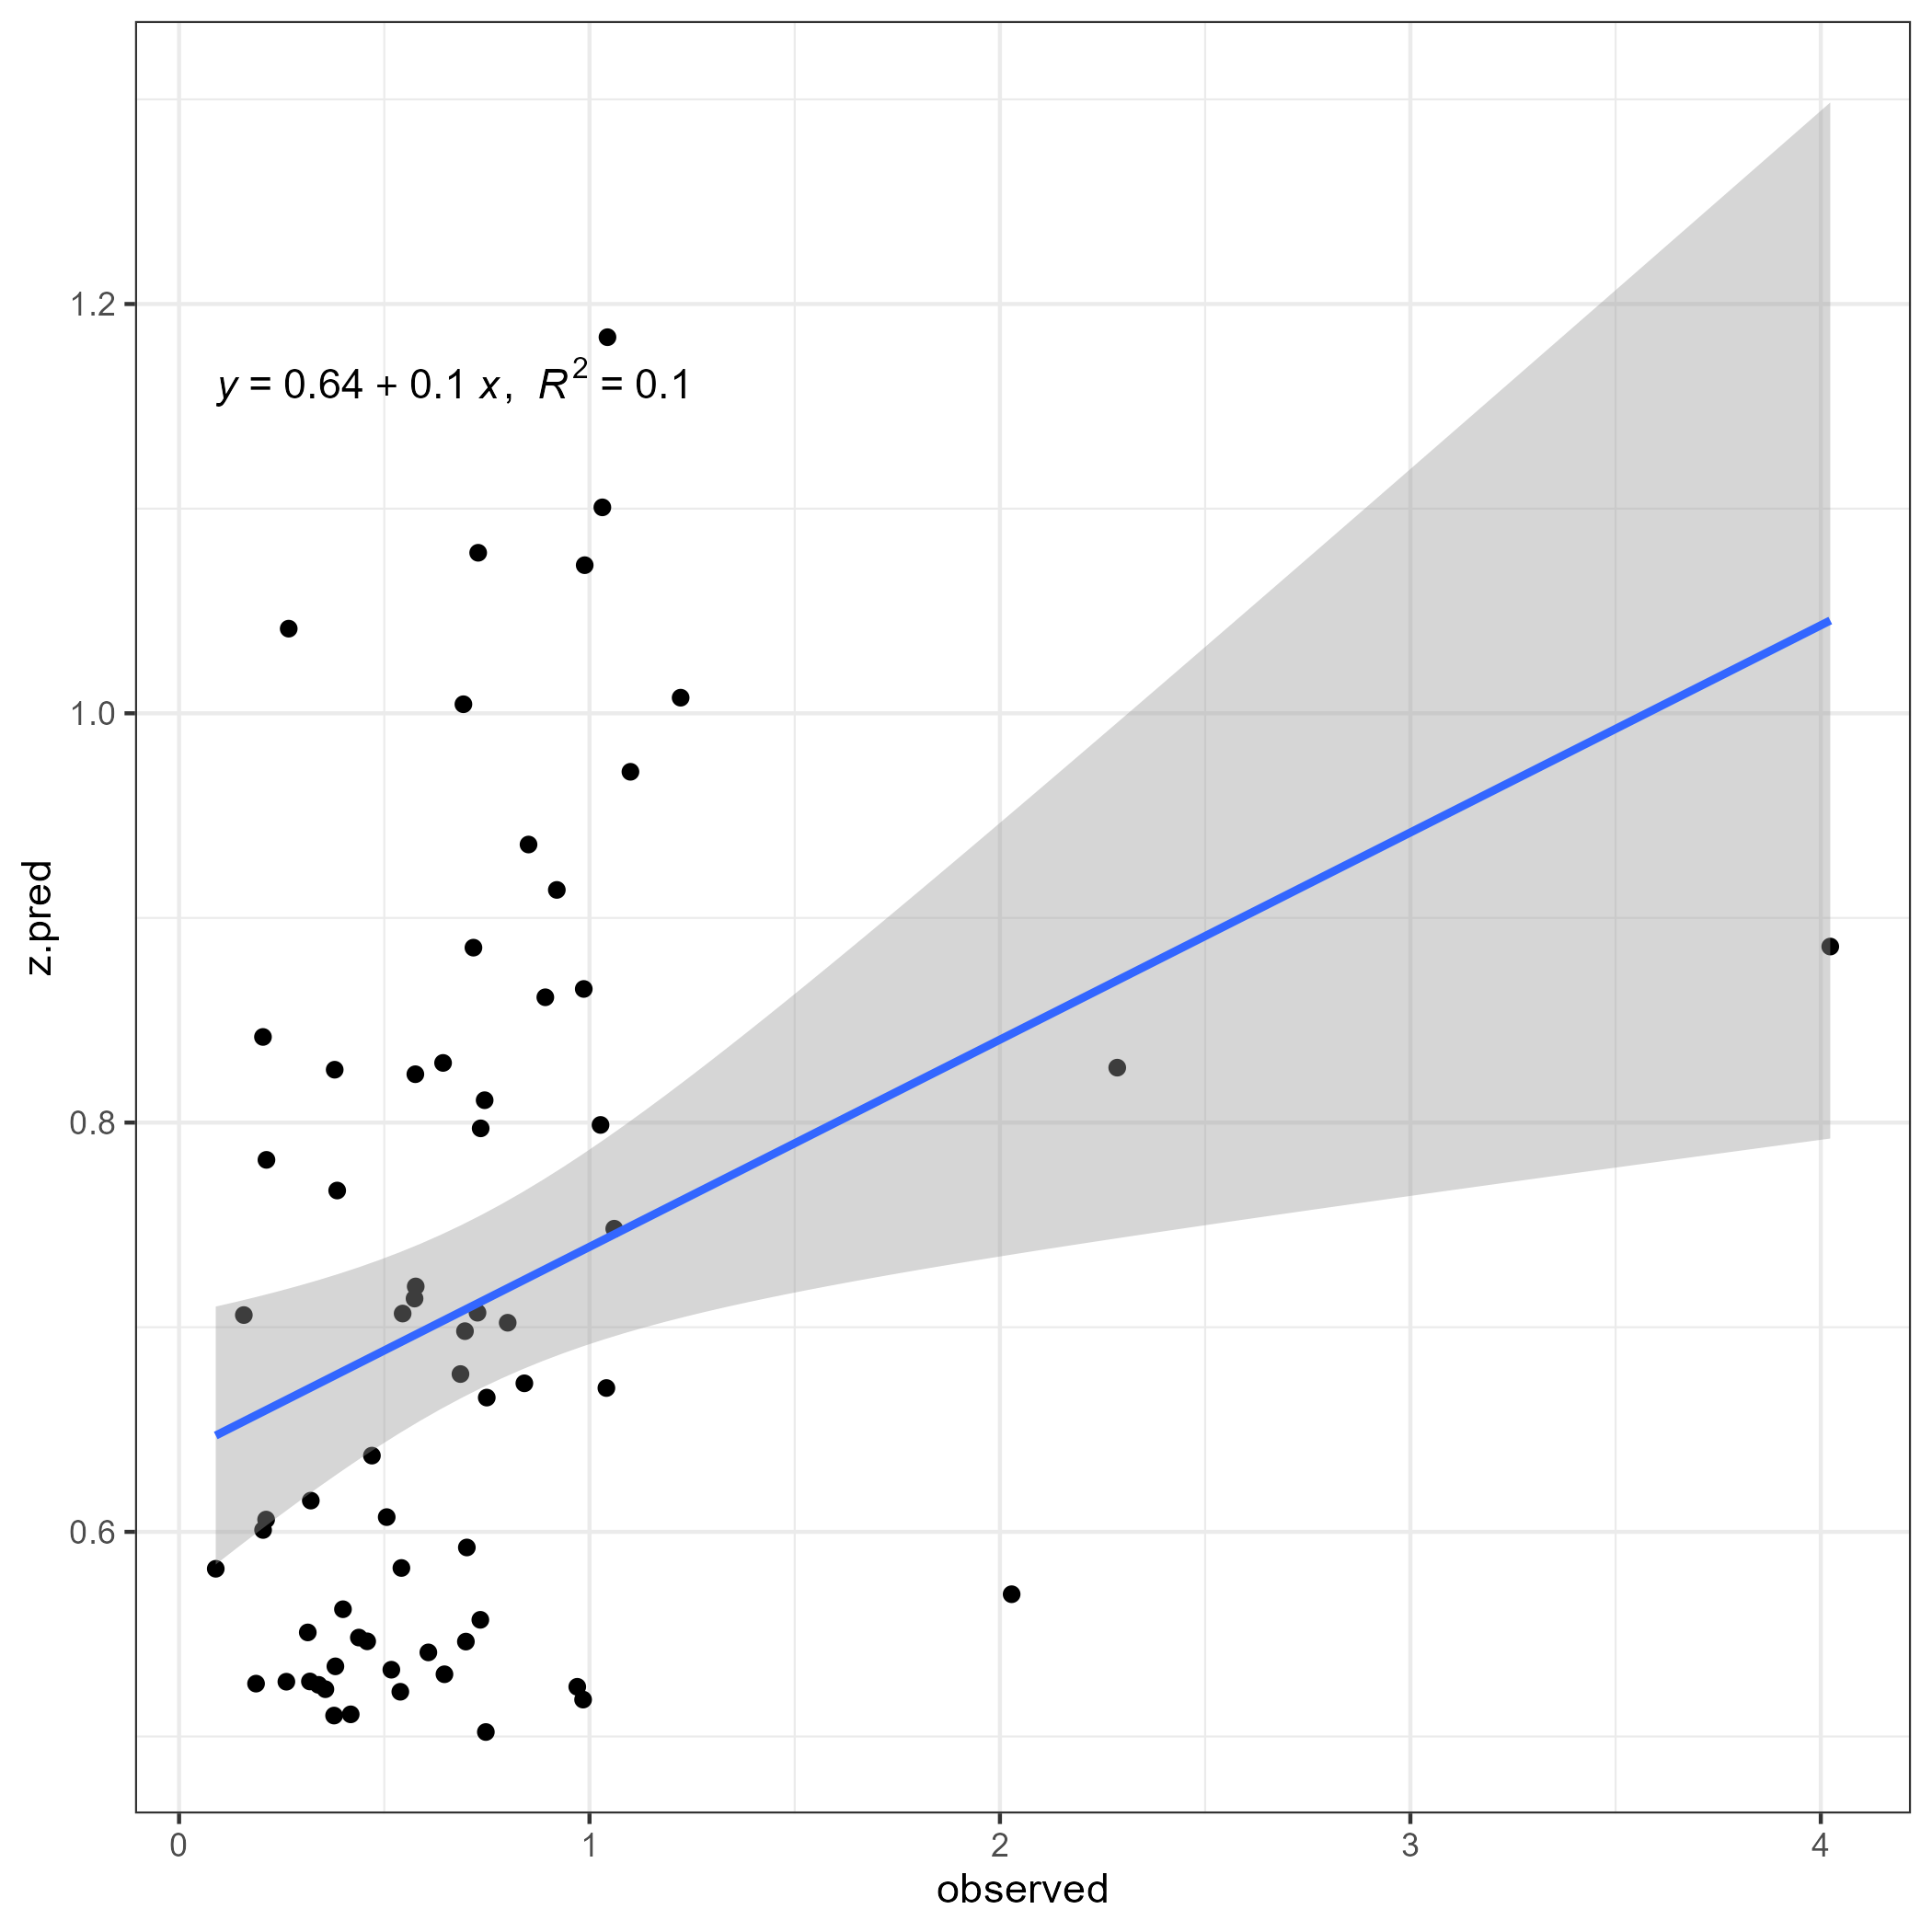 1.2
y = 0.64 + 0.1 x, R² = 0.1
1.0
z.pred
0.8
0.6
0 1 2 3 4
observed